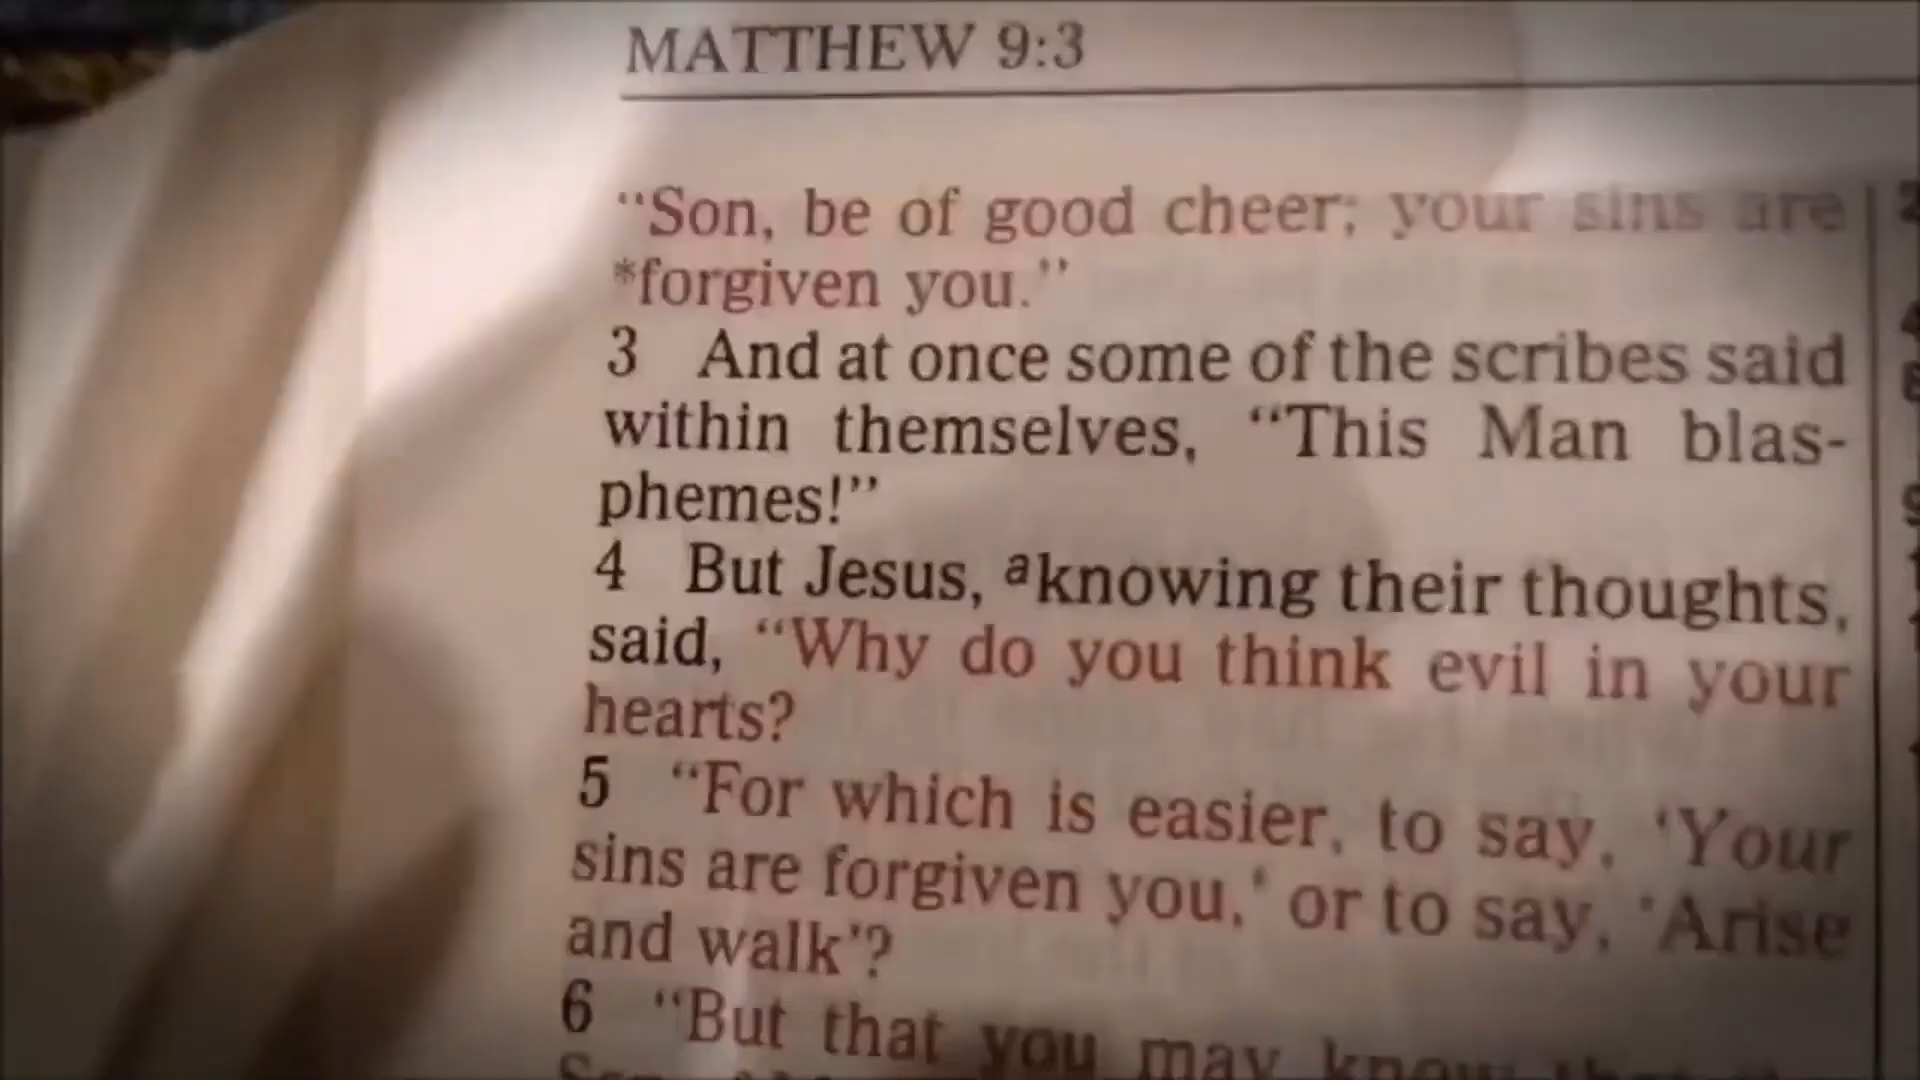 MATTHEW 9:3
“Son, be of good cheer; your sins are
*forgiven you.”
3 And at once some of the scribes said
within themselves, “This Man blas-
phemes!”
4 But Jesus, aknowing their thoughts,
said, “Why do you think evil in your
hearts?
5 “For which is easier, to say, ‘Your
sins are forgiven you,’ or to say, ‘Arise
and walk’?
6 “But that you may know that